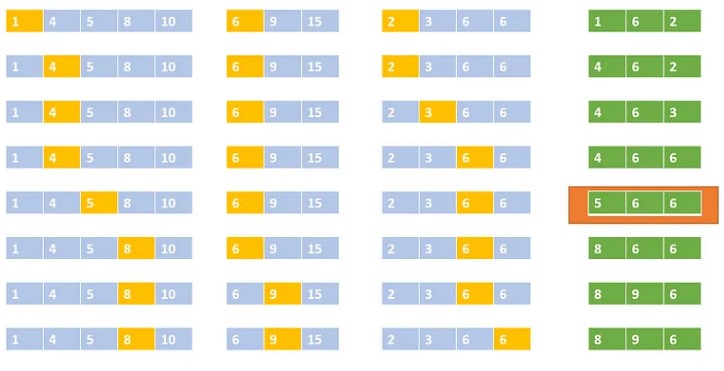 1 4 5 8 10 6 9 15 2 3 6 6 1 6 2
1 4 5 8 10 6 9 15 2 3 6 6 4 6 2
1 4 5 8 10 6 9 15 2 3 6 6 4 6 3
1 4 5 8 10 6 9 15 2 3 6 6 4 6 6
1 4 5 8 10 6 9 15 2 3 6 6 5 6 6
1 4 5 8 10 6 9 15 2 3 6 6 8 6 6
1 4 5 8 10 6 9 15 2 3 6 6 8 9 6
1 4 5 8 10 6 9 15 2 3 6 6 8 9 6